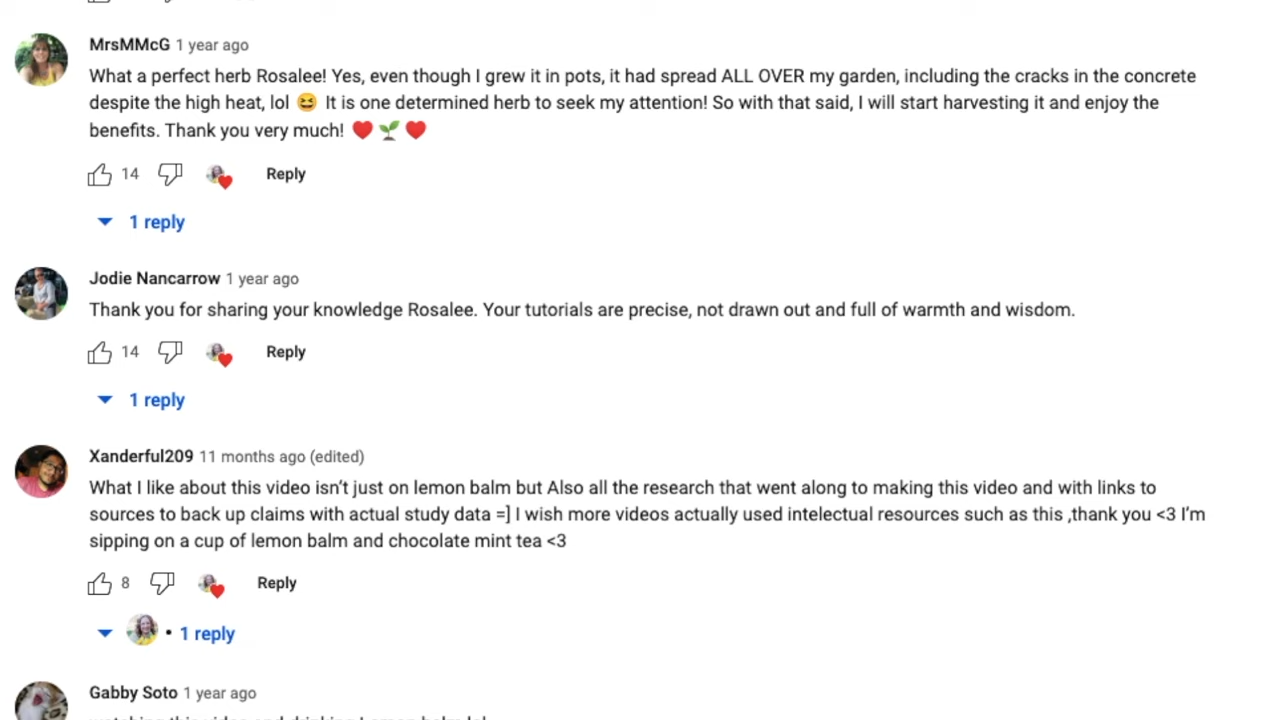 MrsMMcG 1 year ago
What a perfect herb Rosalee! Yes, even though I grew it in pots, it had spread ALL OVER my garden, including the cracks in the concrete
despite the high heat, lol 😆 It is one determined herb to seek my attention! So with that said, I will start harvesting it and enjoy the
benefits. Thank you very much! ❤️ 🌱 ❤️
14 Reply
1 reply
Jodie Nancarrow 1 year ago
Thank you for sharing your knowledge Rosalee. Your tutorials are precise, not drawn out and full of warmth and wisdom.
14 Reply
1 reply
Xanderful209 11 months ago (edited)
What I like about this video isn't just on lemon balm but Also all the research that went along to making this video and with links to
sources to back up claims with actual study data =] I wish more videos actually used intelectual resources such as this ,thank you <3 I'm
sipping on a cup of lemon balm and chocolate mint tea <3
8 Reply
• 1 reply
Gabby Soto 1 year ago
watching this video and drinking Lemon balm lol